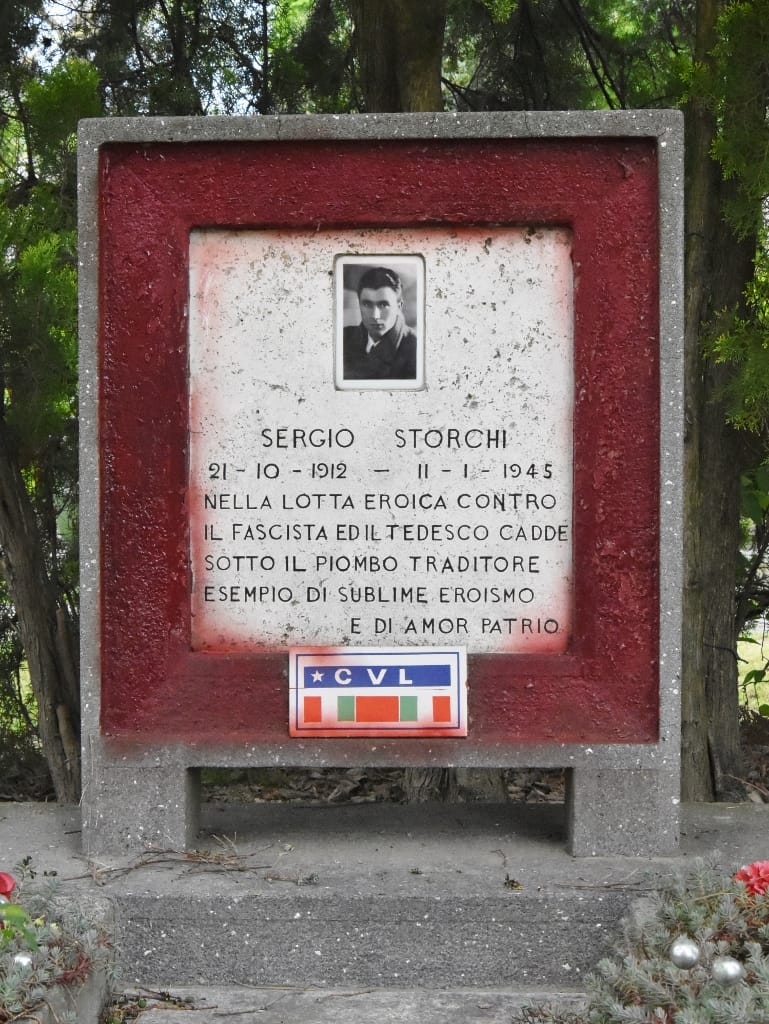 SERGIO STORCHI
21-10-1912 - 11-1-1945
NELLA LOTTA EROICA CONTRO
IL FASCISTA ED IL TEDESCO CADDE
SOTTO IL PIOMBO TRADITORE
ESEMPIO DI SUBLIME EROISMO
E DI AMOR PATRIO
CVL